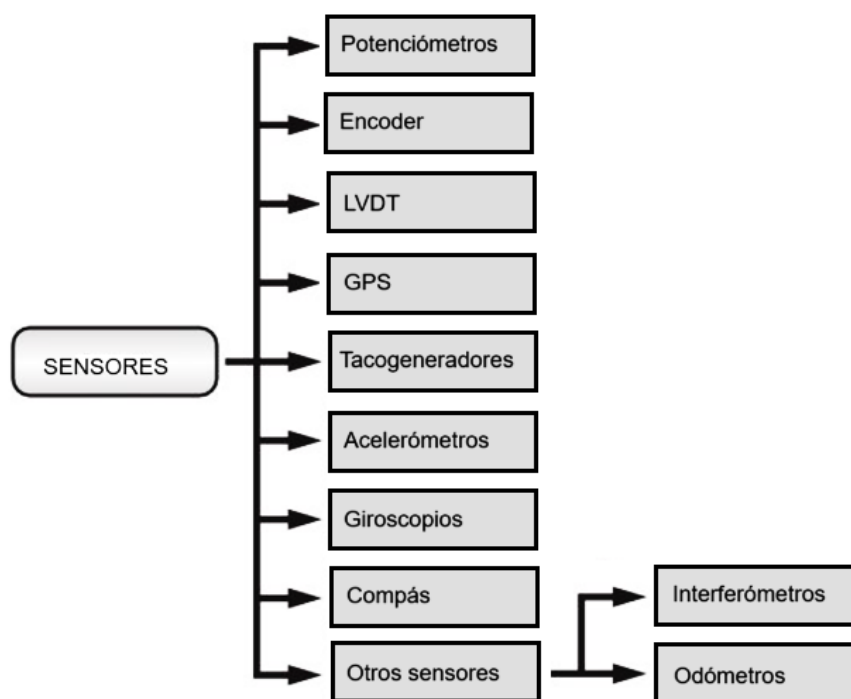 Potenciómetros
Encoder
LVDT
GPS
SENSORES
Tacogeneradores
Acelerómetros
Giroscopios
Compás
Interferómetros
Otros sensores
Odómetros